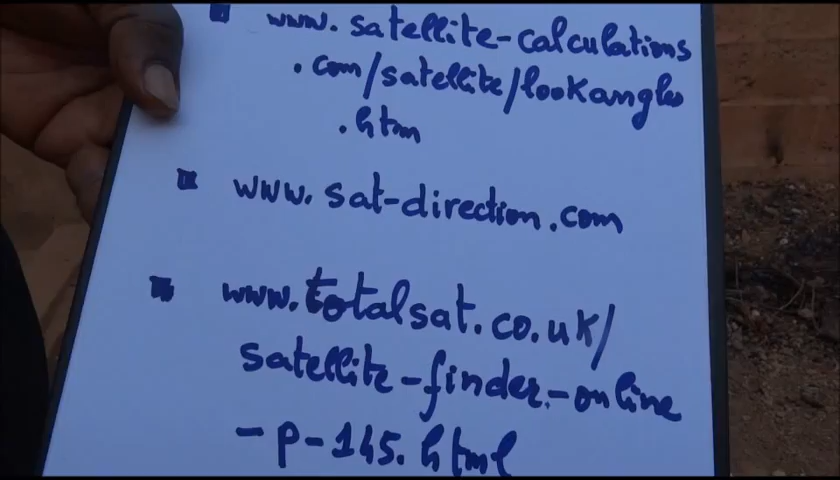 www.satellite-calculations
.com/satellite/lookangles
.htm
www.sat-direction.com
www.totalsat.co.uk/
satellite-finder-online
-p-145.html